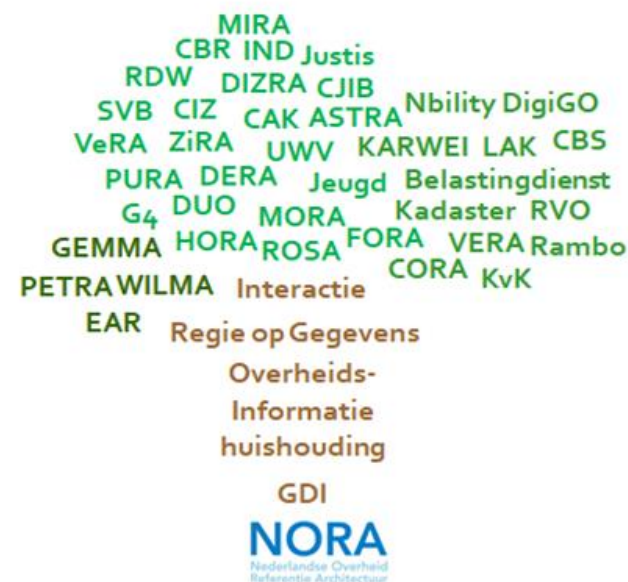 MIRA
CBR IND Justis
RDW DIZRA CJIB
SVB CIZ CAK ASTRA Nbility DigiGO
VeRA ZiRA UWV KARWEI LAK CBS
PURA DERA Jeugd Belastingdienst
G4 DUO MORA Kadaster RVO
GEMMA HORA ROSA FORA VERA Rambo
PETRA WILMA Interactie CORA KvK
EAR Regie op Gegevens
Overheids-
Informatie
huishouding
GDI
NORA
Nederlandse Overheid
Referentie Architectuur